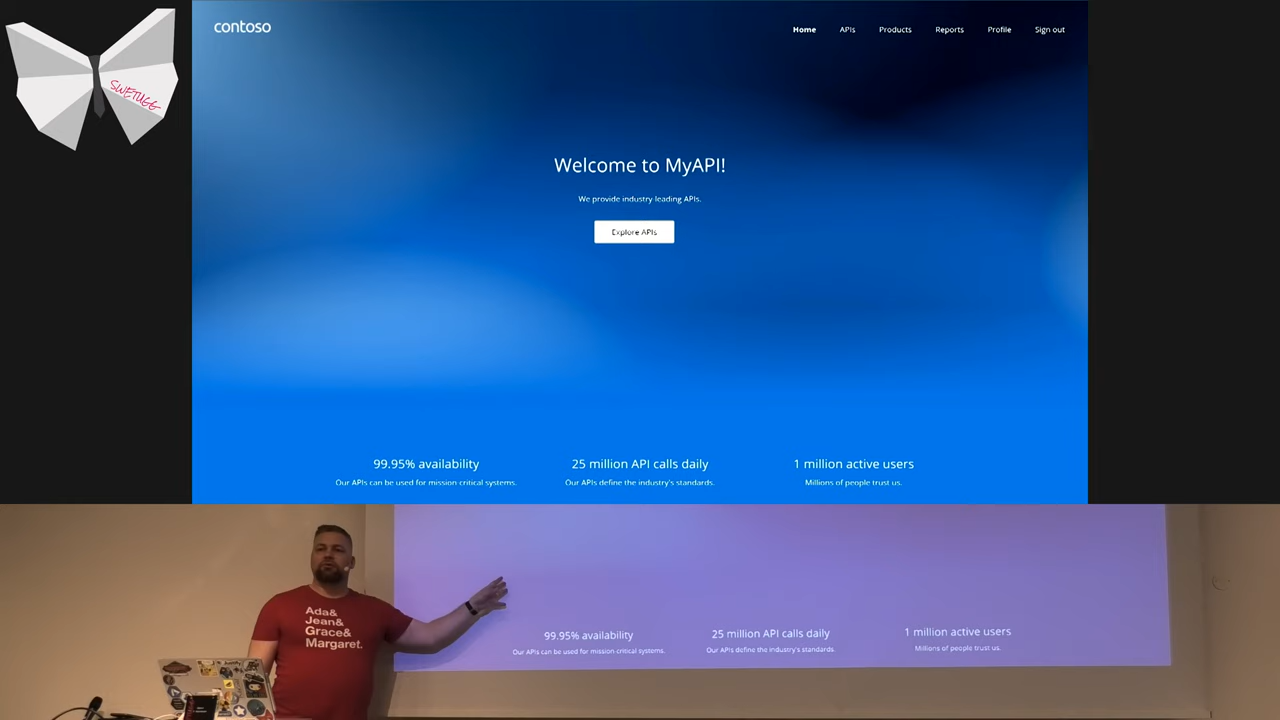 SWETUGG
contoso
Home APIs Products Reports Profile Sign out
Welcome to MyAPI!
We provide industry leading APIs.
Explore APIs
99.95% availability 25 million API calls daily 1 million active users
Our APIs can be used for mission critical systems. Our APIs define the industry's standards. Millions of people trust us.
Ada&
Jean&
Grace&
Margaret.
99.95% availability 25 million API calls daily 1 million active users
Our APIs can be used for mission critical systems. Our APIs define the industry's standards. Millions of people trust us.